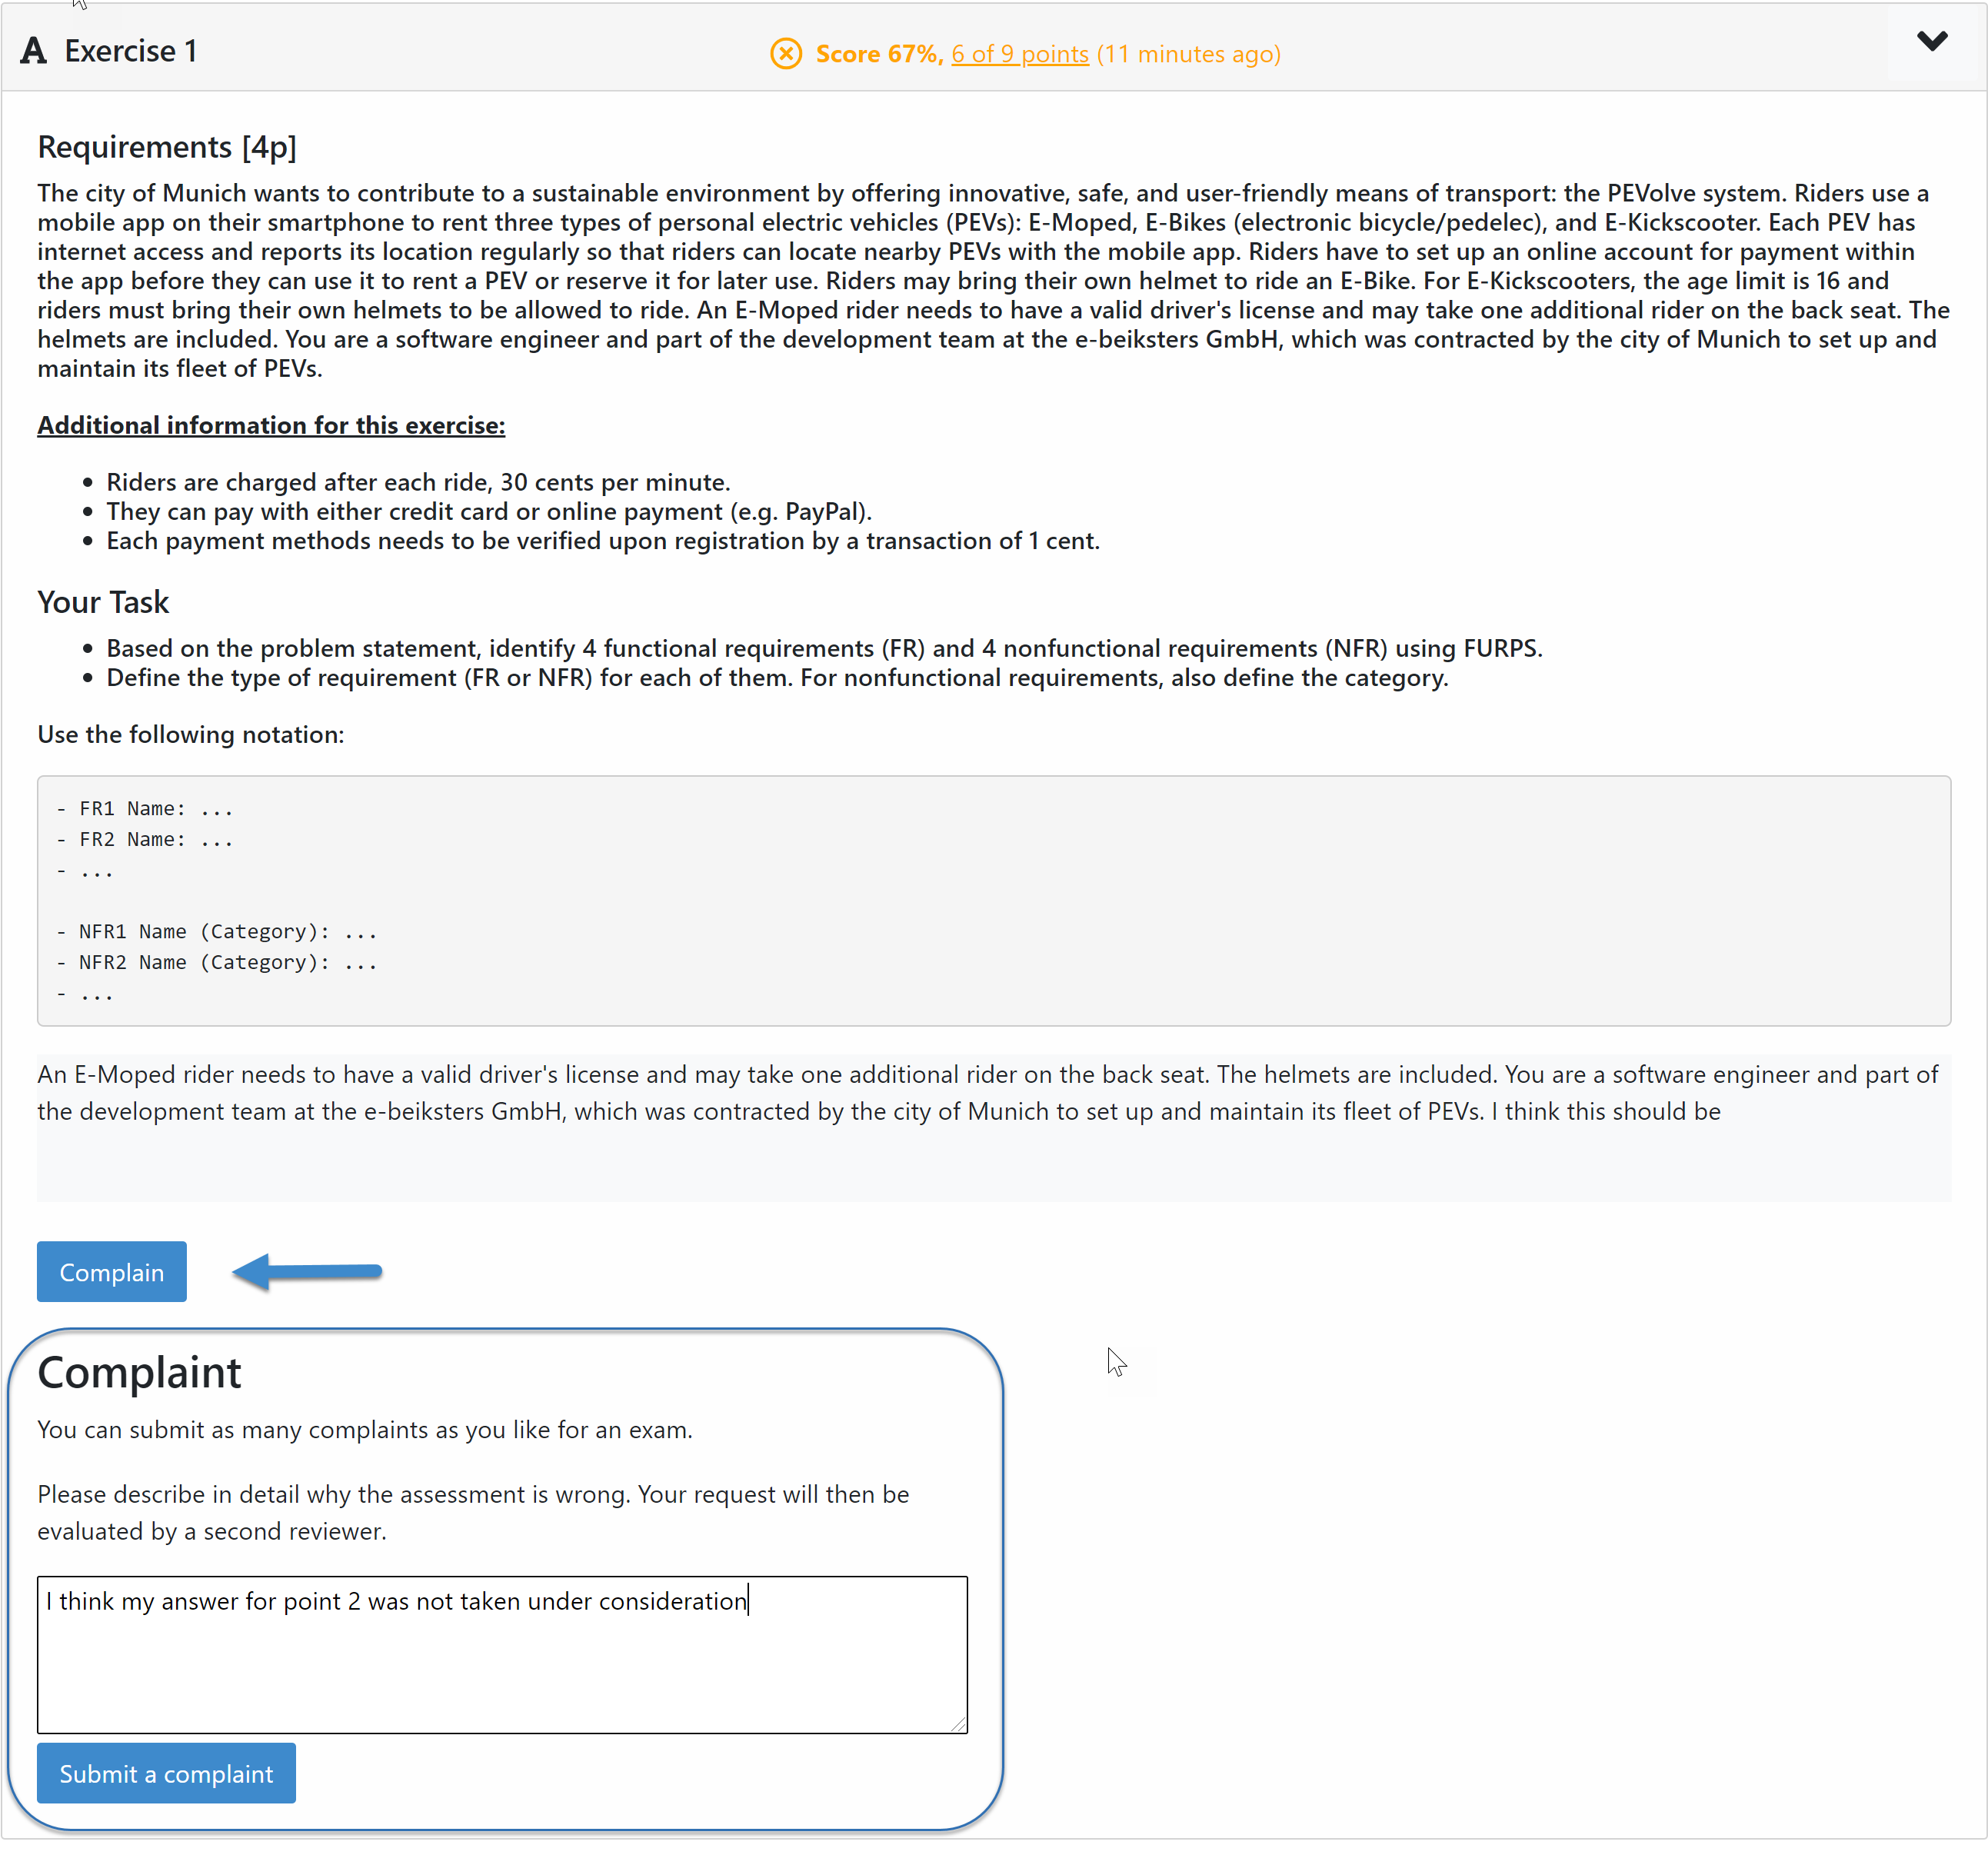 A Exercise 1
Score 67%, 6 of 9 points (11 minutes ago)
Requirements [4p]
The city of Munich wants to contribute to a sustainable environment by offering innovative, safe, and user-friendly means of transport: the PEVolve system. Riders use a
mobile app on their smartphone to rent three types of personal electric vehicles (PEVs): E-Moped, E-Bikes (electronic bicycle/pedelec), and E-Kickscooter. Each PEV has
internet access and reports its location regularly so that riders can locate nearby PEVs with the mobile app. Riders have to set up an online account for payment within
the app before they can use it to rent a PEV or reserve it for later use. Riders may bring their own helmet to ride an E-Bike. For E-Kickscooters, the age limit is 16 and
riders must bring their own helmets to be allowed to ride. An E-Moped rider needs to have a valid driver's license and may take one additional rider on the back seat. The
helmets are included. You are a software engineer and part of the development team at the e-beiksters GmbH, which was contracted by the city of Munich to set up and
maintain its fleet of PEVs.
Additional information for this exercise:
• Riders are charged after each ride, 30 cents per minute.
• They can pay with either credit card or online payment (e.g. PayPal).
• Each payment methods needs to be verified upon registration by a transaction of 1 cent.
Your Task
• Based on the problem statement, identify 4 functional requirements (FR) and 4 nonfunctional requirements (NFR) using FURPS.
• Define the type of requirement (FR or NFR) for each of them. For nonfunctional requirements, also define the category.
Use the following notation:
- FR1 Name: ...
- FR2 Name: ...
- ...
- NFR1 Name (Category): ...
- NFR2 Name (Category): ...
- ...
An E-Moped rider needs to have a valid driver's license and may take one additional rider on the back seat. The helmets are included. You are a software engineer and part of
the development team at the e-beiksters GmbH, which was contracted by the city of Munich to set up and maintain its fleet of PEVs. I think this should be
Complain
Complaint
You can submit as many complaints as you like for an exam.
Please describe in detail why the assessment is wrong. Your request will then be
evaluated by a second reviewer.
I think my answer for point 2 was not taken under consideration
Submit a complaint